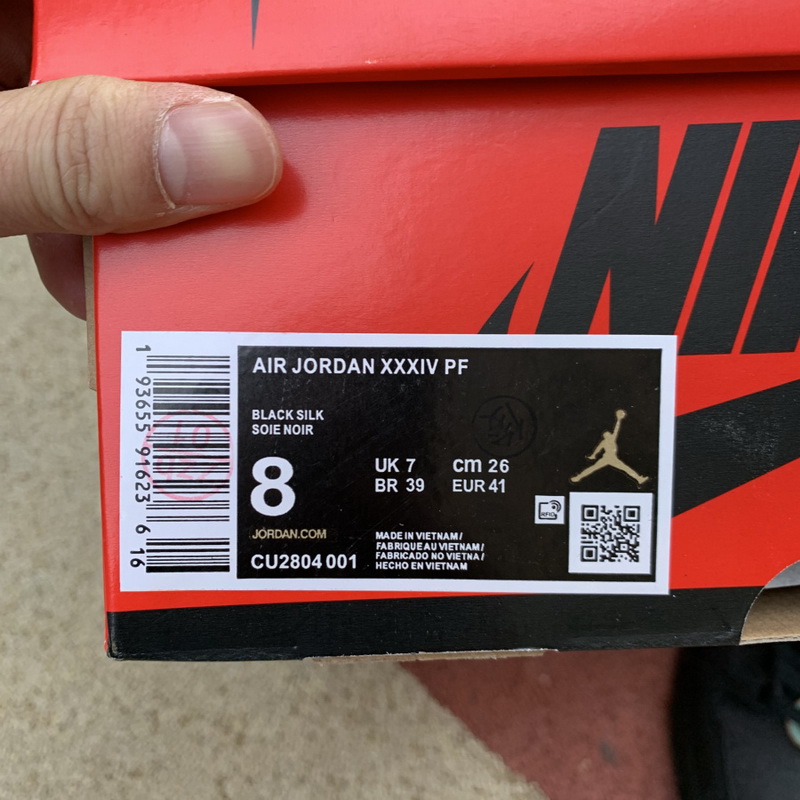 NI
AIR JORDAN XXXIV PF
BLACK SILK
SOIE NOIR
8
UK 7 cm 26
BR 39 EUR 41
RFID
JORDAN.COM
CU2804 001
MADE IN VIETNAM /
FABRIQUE AU VIETNAM /
FABRICADO NO VIETNA /
HECHO EN VIETNAM
1 93655 91623 6 16